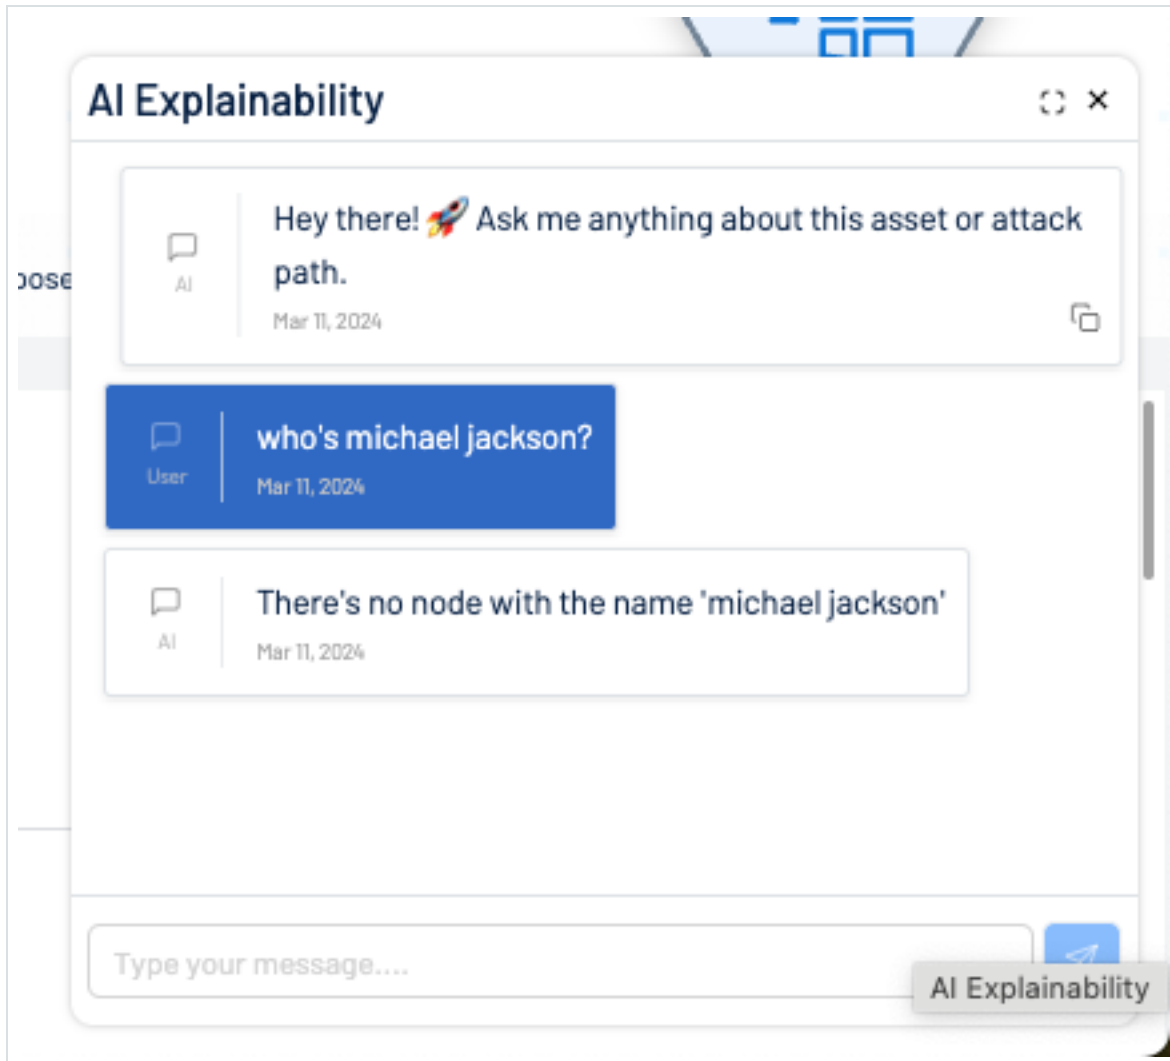 AI Explainability
Hey there! 🚀 Ask me anything about this asset or attack
path.
AI
Mar 11, 2024
who's michael jackson?
User
Mar 11, 2024
There's no node with the name 'michael jackson'
AI
Mar 11, 2024
Type your message....
AI Explainability